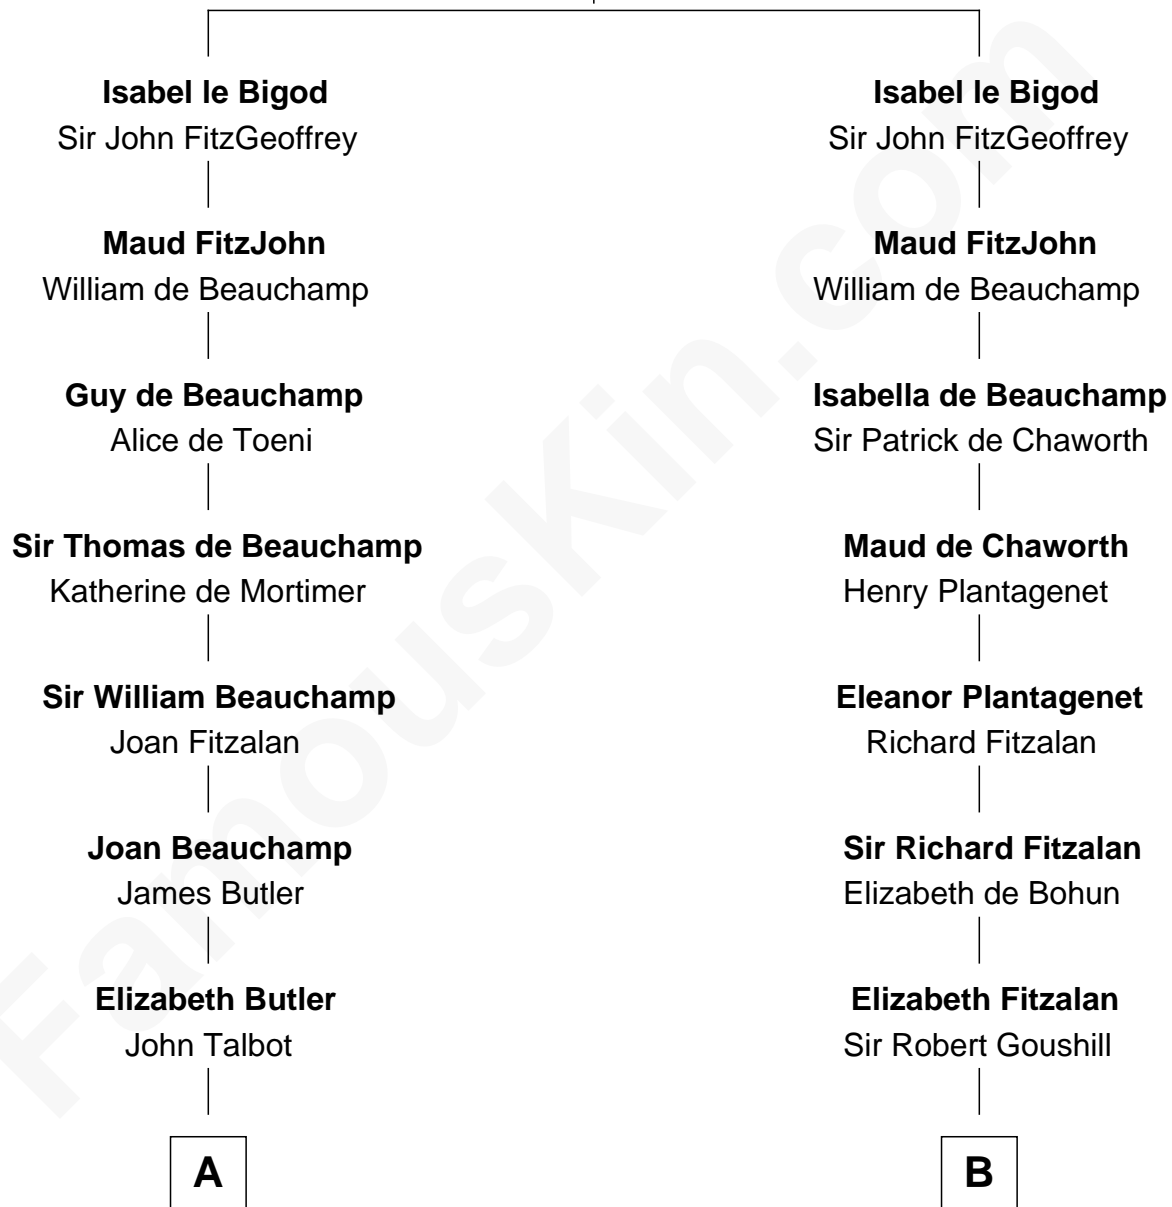 Isabel le Bigod
Sir John FitzGeoffrey
Maud FitzJohn
William de Beauchamp
Guy de Beauchamp
Alice de Toeni
Sir Thomas de Beauchamp
Katherine de Mortimer
Sir William Beauchamp
Joan Fitzalan
Joan Beauchamp
James Butler
Elizabeth Butler
John Talbot
A
Isabel le Bigod
Sir John FitzGeoffrey
Maud FitzJohn
William de Beauchamp
Isabella de Beauchamp
Sir Patrick de Chaworth
Maud de Chaworth
Henry Plantagenet
Eleanor Plantagenet
Richard Fitzalan
Sir Richard Fitzalan
Elizabeth de Bohun
Elizabeth Fitzalan
Sir Robert Goushill
B
FamousKin.com